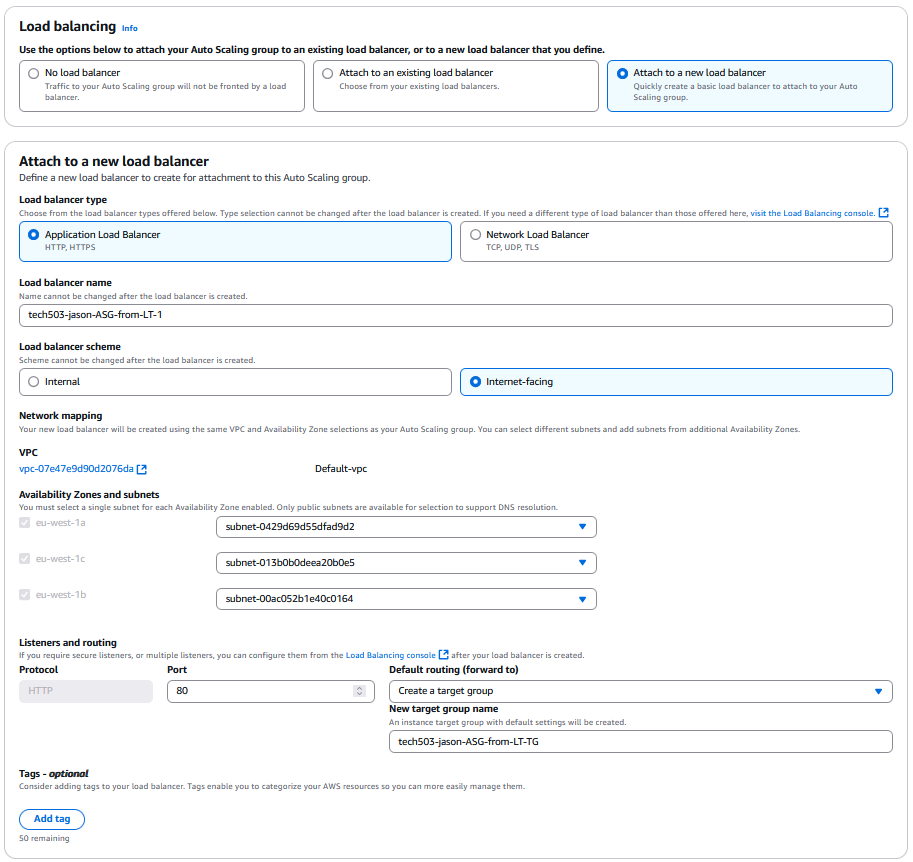 Load balancing Info
Use the options below to attach your Auto Scaling group to an existing load balancer, or to a new load balancer that you define.
No load balancer
Traffic to your Auto Scaling group will not be fronted by a load
balancer.
Attach to an existing load balancer
Choose from your existing load balancers.
Attach to a new load balancer
Quickly create a basic load balancer to attach to your Auto
Scaling group.
Attach to a new load balancer
Define a new load balancer to create for attachment to this Auto Scaling group.
Load balancer type
Choose from the load balancer types offered below. Type selection cannot be changed after the load balancer is created. If you need a different type of load balancer than those offered here, visit the Load Balancing console.
Application Load Balancer
HTTP, HTTPS
Network Load Balancer
TCP, UDP, TLS
Load balancer name
Name cannot be changed after the load balancer is created.
tech503-jason-ASG-from-LT-1
Load balancer scheme
Scheme cannot be changed after the load balancer is created.
Internal
Internet-facing
Network mapping
Your new load balancer will be created using the same VPC and Availability Zone selections as your Auto Scaling group. You can select different subnets and add subnets from additional Availability Zones.
VPC
vpc-07e47e9d90d2076da
Default-vpc
Availability Zones and subnets
You must select a single subnet for each Availability Zone enabled. Only public subnets are available for selection to support DNS resolution.
eu-west-1a
subnet-0429d69d55dfad9d2
eu-west-1c
subnet-013b0b0deea20b0e5
eu-west-1b
subnet-00ac052b1e40c0164
Listeners and routing
If you require secure listeners, or multiple listeners, you can configure them from the Load Balancing console after your load balancer is created.
Protocol
HTTP
Port
80
Default routing (forward to)
Create a target group
New target group name
An instance target group with default settings will be created.
tech503-jason-ASG-from-LT-TG
Tags - optional
Consider adding tags to your load balancer. Tags enable you to categorize your AWS resources so you can more easily manage them.
Add tag
50 remaining